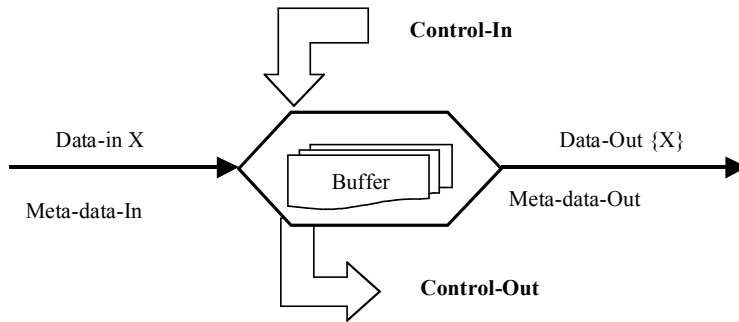 Control-In
Data-in X
Data-Out {X}
Buffer
Meta-data-In
Meta-data-Out
Control-Out